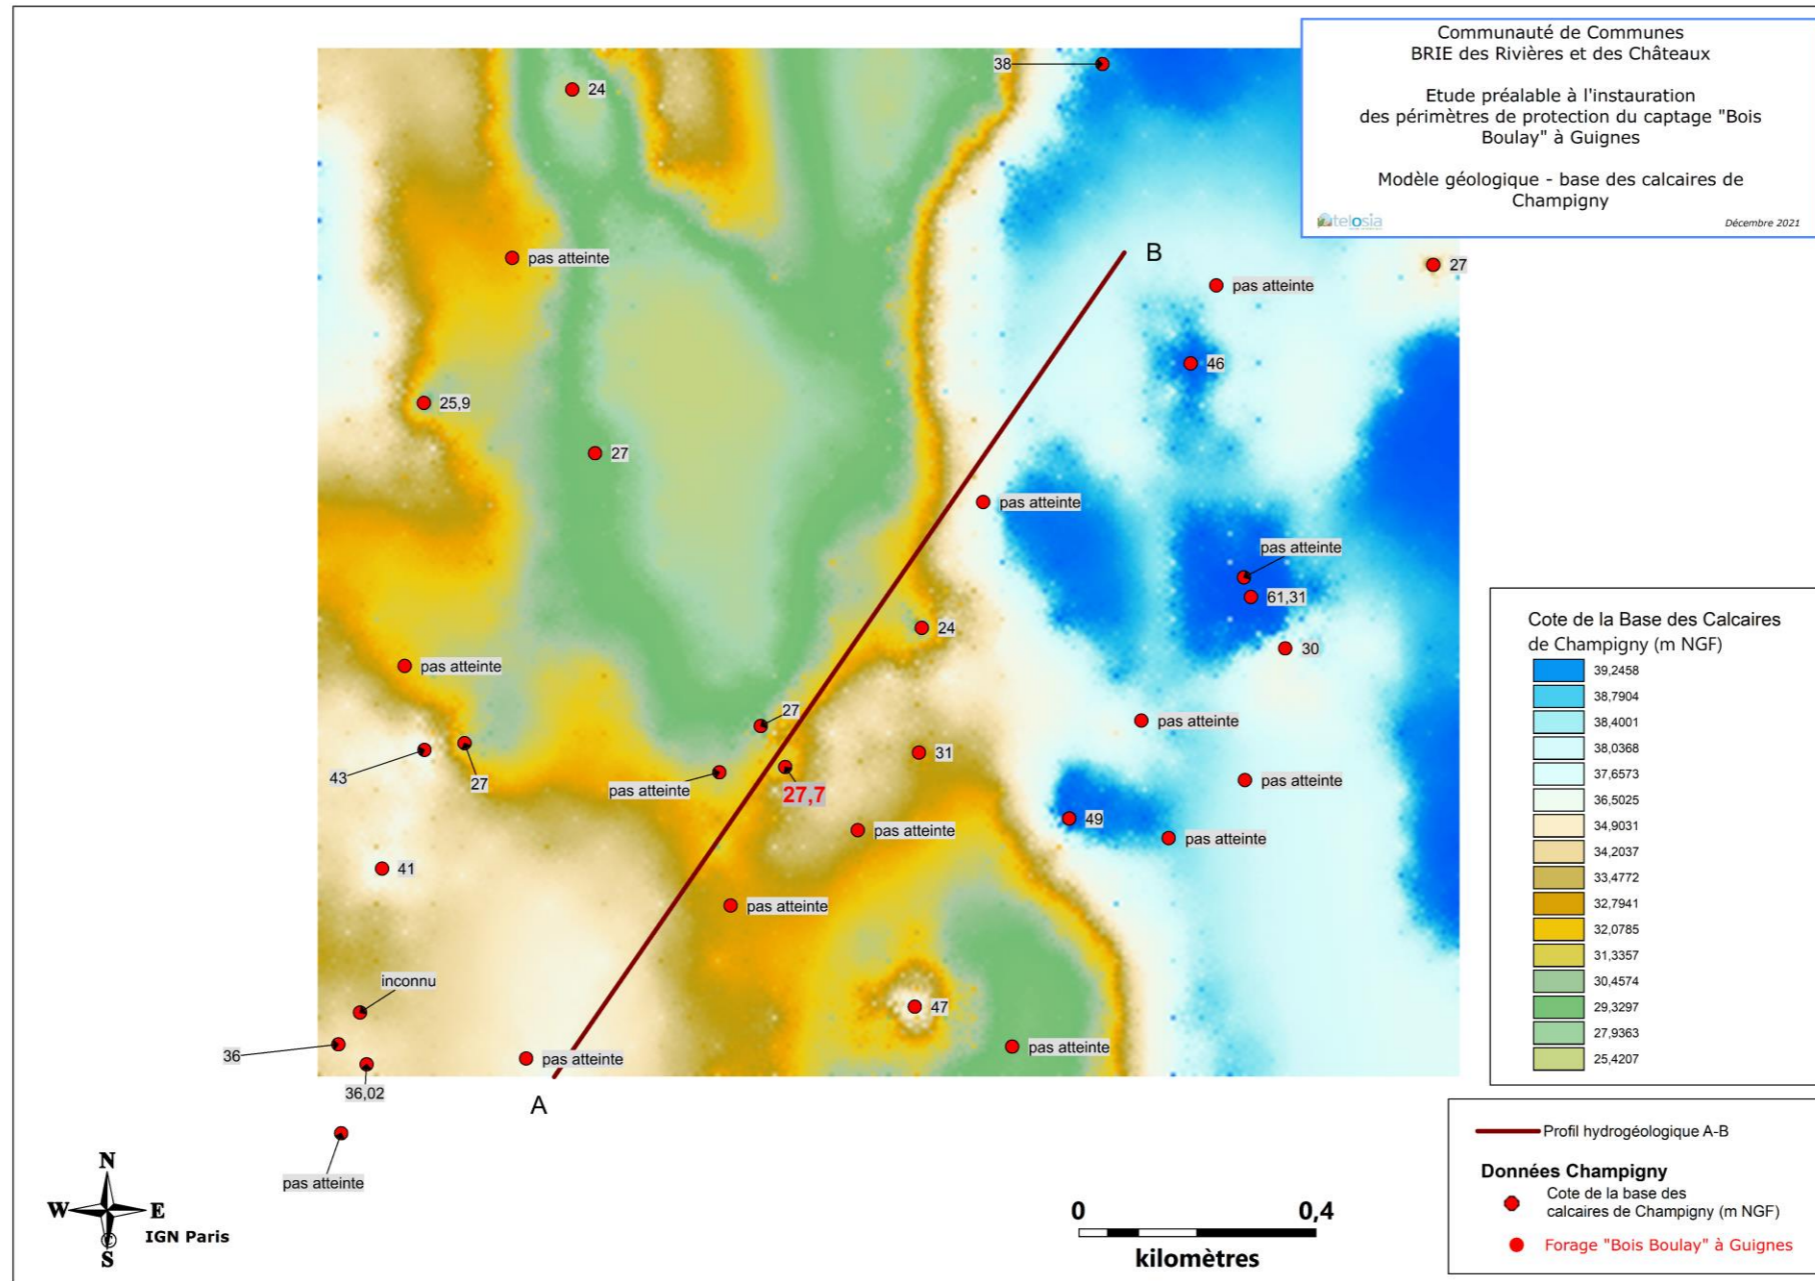 Communauté de Communes
BRIE des Rivières et des Châteaux
Etude préalable à l'instauration
des périmètres de protection du captage "Bois
Boulay" à Guignes
Modèle géologique - base des calcaires de
Champigny
telosia
Décembre 2021
38
24
B
pas atteinte
27
pas atteinte
46
25,9
27
pas atteinte
pas atteinte
61,31
24
30
pas atteinte
27
pas atteinte
31
43
27
pas atteinte
27,7
pas atteinte
49
pas atteinte
pas atteinte
41
pas atteinte
inconnu
47
36
pas atteinte
pas atteinte
36,02
A
pas atteinte
Cote de la Base des Calcaires
de Champigny (m NGF)
39,2458
38,7904
38,4001
38,0368
37,6573
36,5025
34,9031
34,2037
33,4772
32,7941
32,0785
31,3357
30,4574
29,3297
27,9363
25,4207
Profil hydrogéologique A-B
Données Champigny
Cote de la base des
calcaires de Champigny (m NGF)
Forage "Bois Boulay" à Guignes
N
W E
©
S
IGN Paris
0 0,4
kilomètres